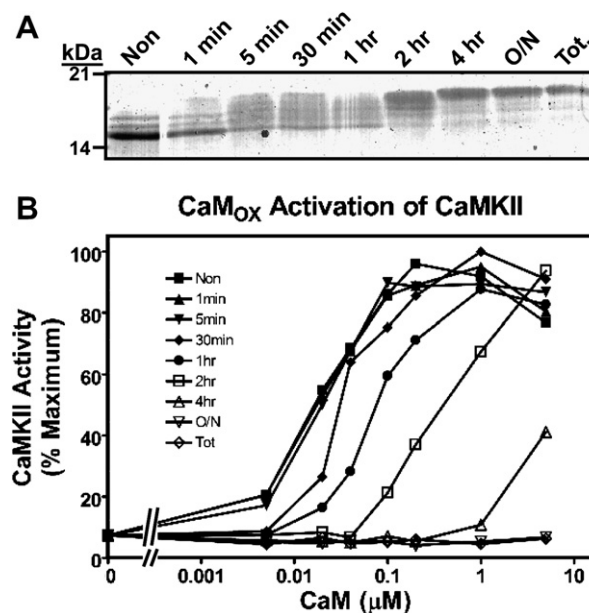 A
kDa
Non 1 min 5 min 30 min 1 hr 2 hr 4 hr O/N Tot.
21
14
B
CaM_OX Activation of CaMKII
CaMKII Activity
(% Maximum)
100
80
60
40
20
0
Non
1min
5min
30min
1hr
2hr
4hr
O/N
Tot
0 0.001 0.01 0.1 1 10
CaM (μM)